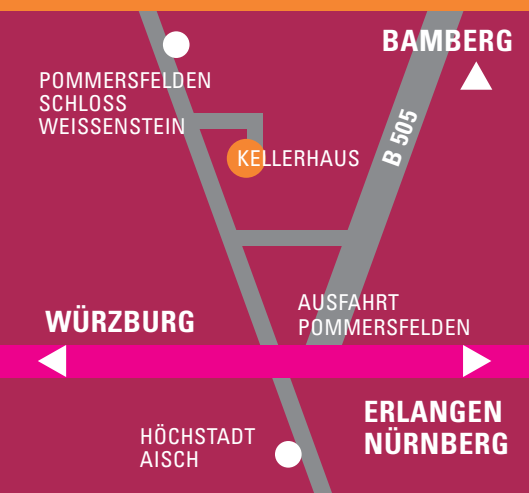 BAMBERG
POMMERSFELDEN
SCHLOSS
WEISSENSTEIN
B 505
KELLERHAUS
AUSFAHRT
POMMERSFELDEN
WÜRZBURG
ERLANGEN
NÜRNBERG
HÖCHSTADT
AISCH